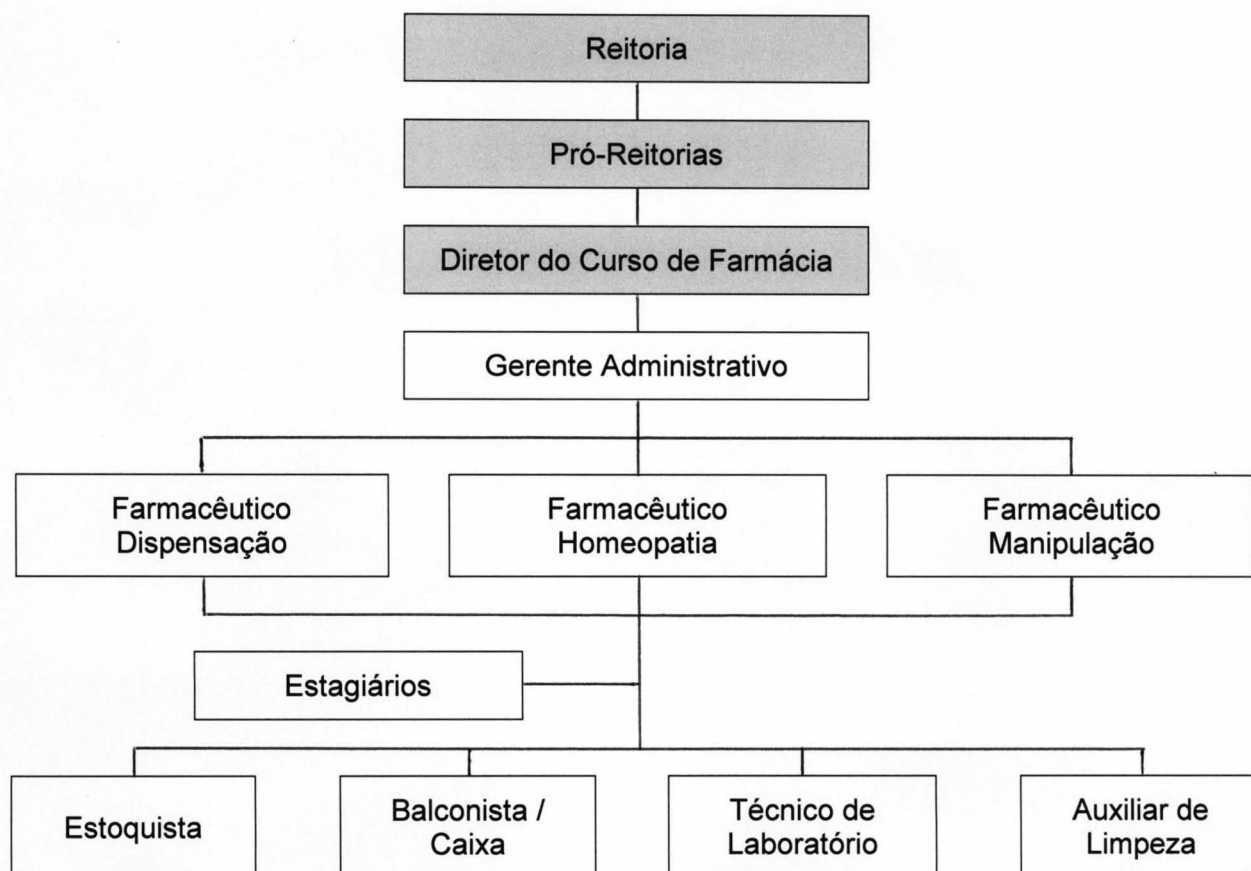 Reitoria
Pró-Reitorias
Diretor do Curso de Farmácia
Gerente Administrativo
Farmacêutico
Dispensação
Farmacêutico
Homeopatia
Farmacêutico
Manipulação
Estagiários
Estoquista
Balconista /
Caixa
Técnico de
Laboratório
Auxiliar de
Limpeza